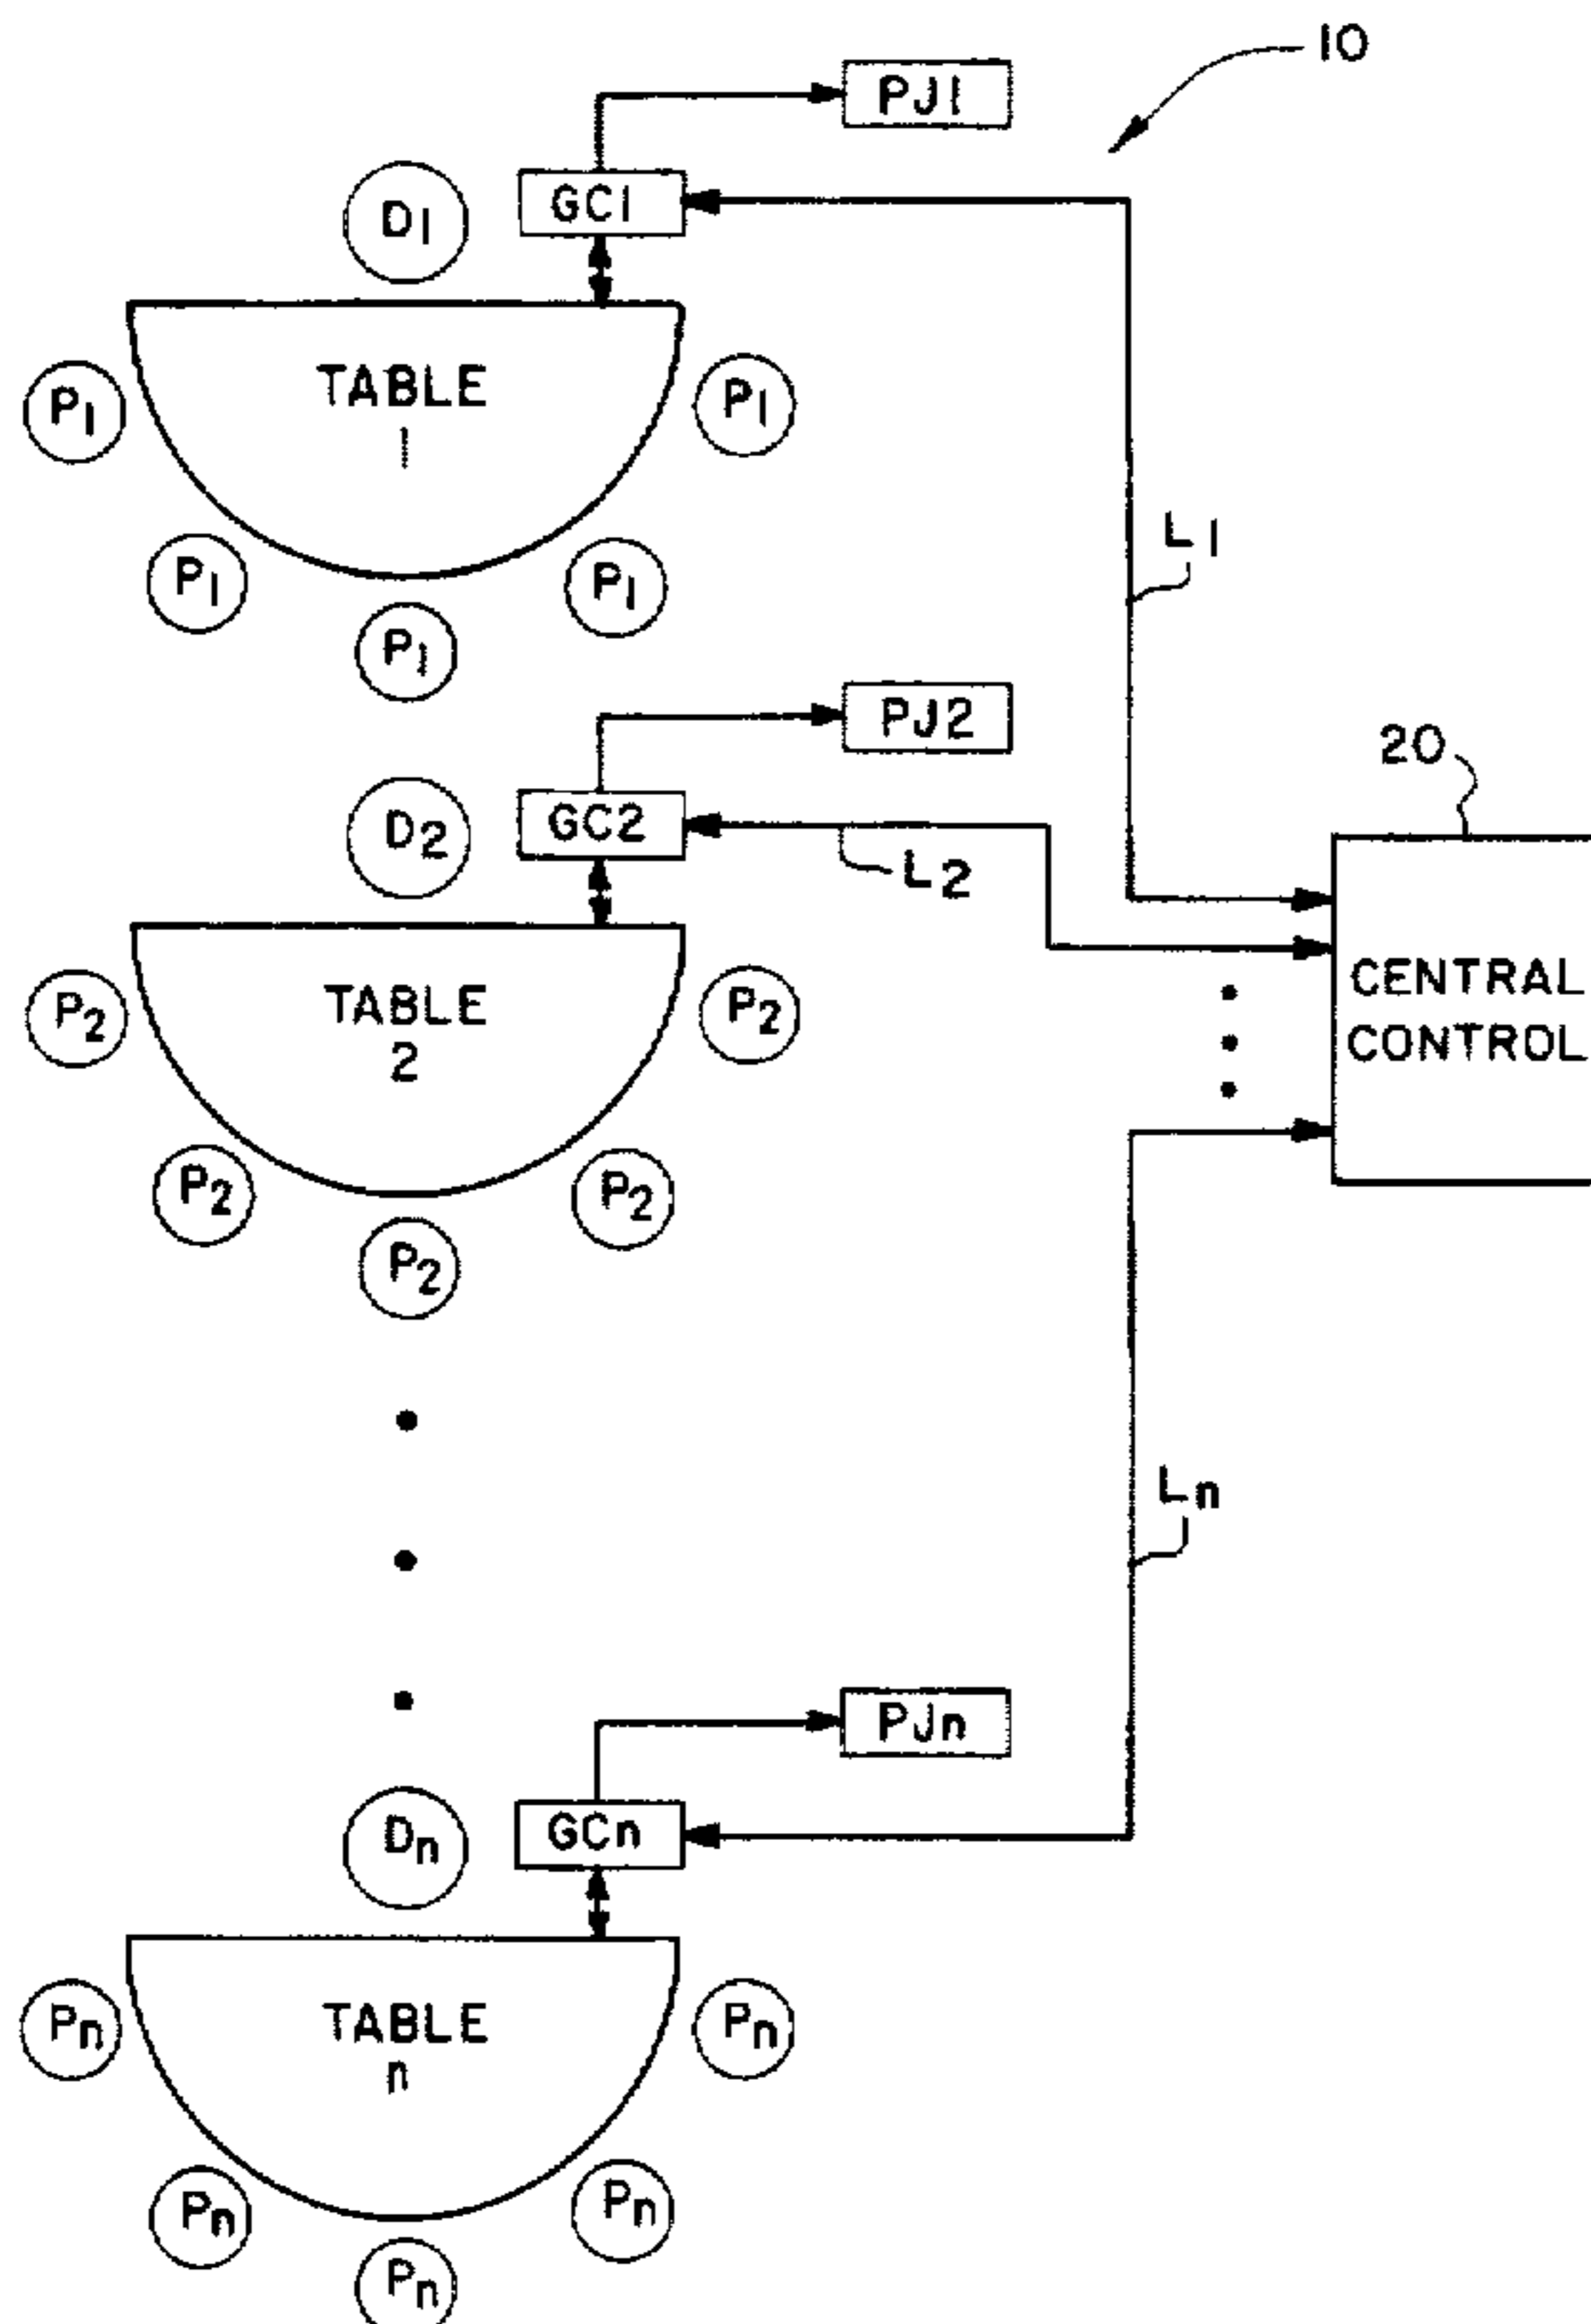 10
PJ1
GC1
D1
TABLE
1
P1
P1
P1
P1
P1
L1
PJ2
20
GC2
D2
L2
TABLE
2
P2
P2
P2
P2
P2
CENTRAL
CONTROL
Ln
PJn
GCn
Dn
TABLE
n
Pn
Pn
Pn
Pn
Pn